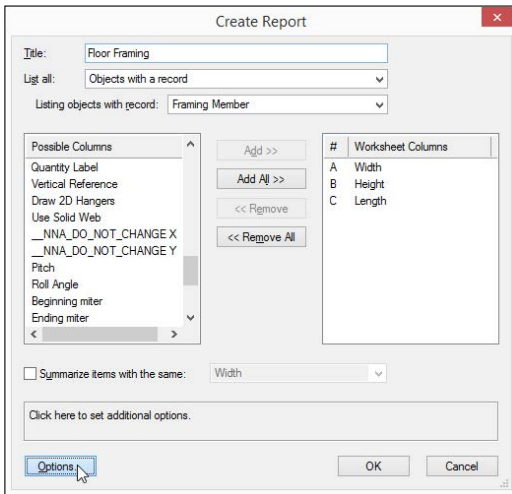 Create Report
Title: Floor Framing
List all: Objects with a record
Listing objects with record: Framing Member
Possible Columns
Quantity Label
Vertical Reference
Draw 2D Hangers
Use Solid Web
__NNA_DO_NOT_CHANGE X
__NNA_DO_NOT_CHANGE Y
Pitch
Roll Angle
Beginning miter
Ending miter
Add >>
Add All >>
<< Remove
<< Remove All
# Worksheet Columns
A Width
B Height
C Length
Summarize items with the same: Width
Click here to set additional options.
Options...
OK
Cancel